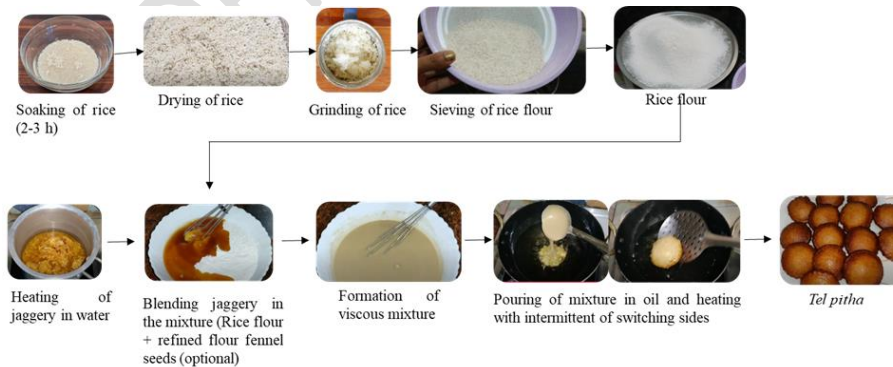 Soaking of rice
(2-3 h)
Drying of rice
Grinding of rice
Sieving of rice flour
Rice flour
Heating of
jaggery in water
Blending jaggery in
the mixture (Rice flour
+ refined flour fennel
seeds (optional)
Formation of
viscous mixture
Pouring of mixture in oil and heating
with intermittent of switching sides
Tel pitha